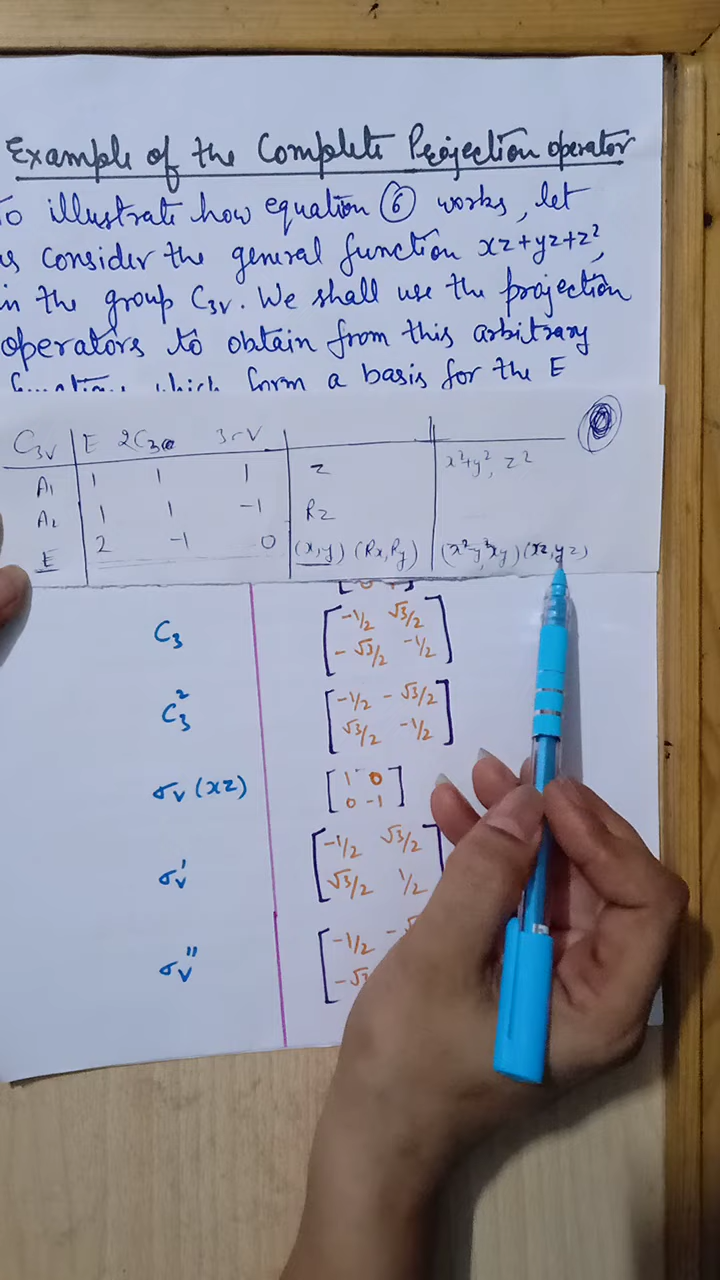 Example of the Complete Projection operator
To illustrate how equation ⑥ works, let
us consider the general function xz+yz+z²,
in the group C₃ᵥ. We shall use the projection
operators to obtain from this arbitrary
which form a basis for the E
C₃ᵥ E 2C₃ 3σV
A₁ 1 1 1 z x²+y², z²
A₂ 1 1 -1 Rz
E 2 -1 0 (x,y) (Rx,Ry) (x²-y², xy) (xz, yz)
C₃ [-1/2 √3/2
-√3/2 -1/2]
C₃² [-1/2 -√3/2
√3/2 -1/2]
σᵥ(xz) [1 0
0 -1]
σᵥ' [-1/2 √3/2
√3/2 1/2]
σᵥ'' [-1/2 -